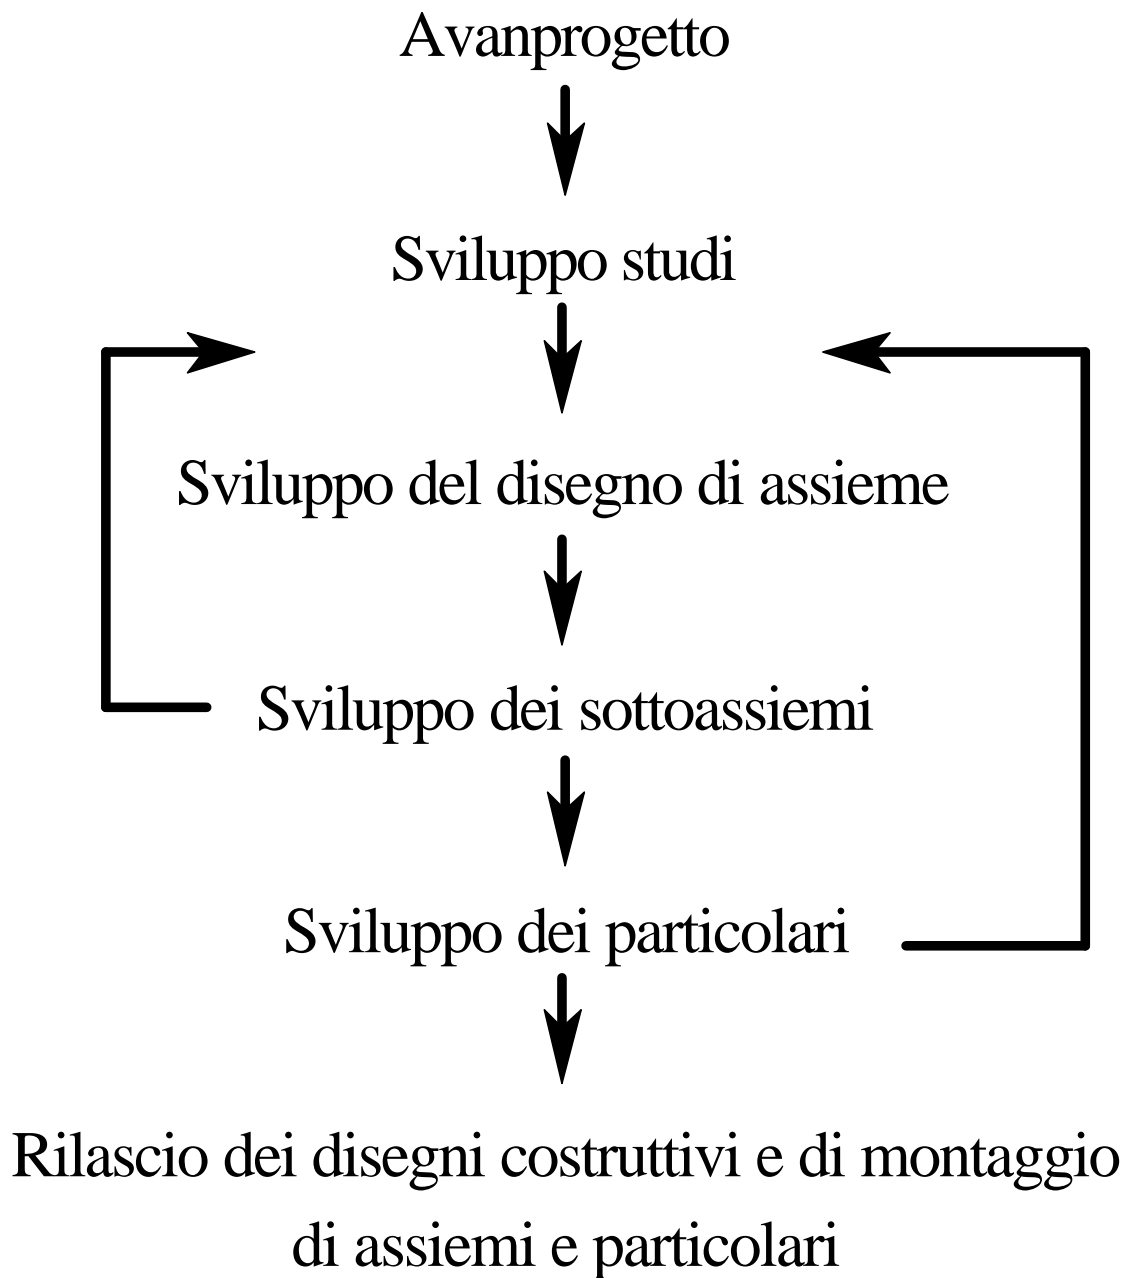 Avanprogetto
Sviluppo studi
Sviluppo del disegno di assieme
Sviluppo dei sottoassiemi
Sviluppo dei particolari
Rilascio dei disegni costruttivi e di montaggio
di assiemi e particolari